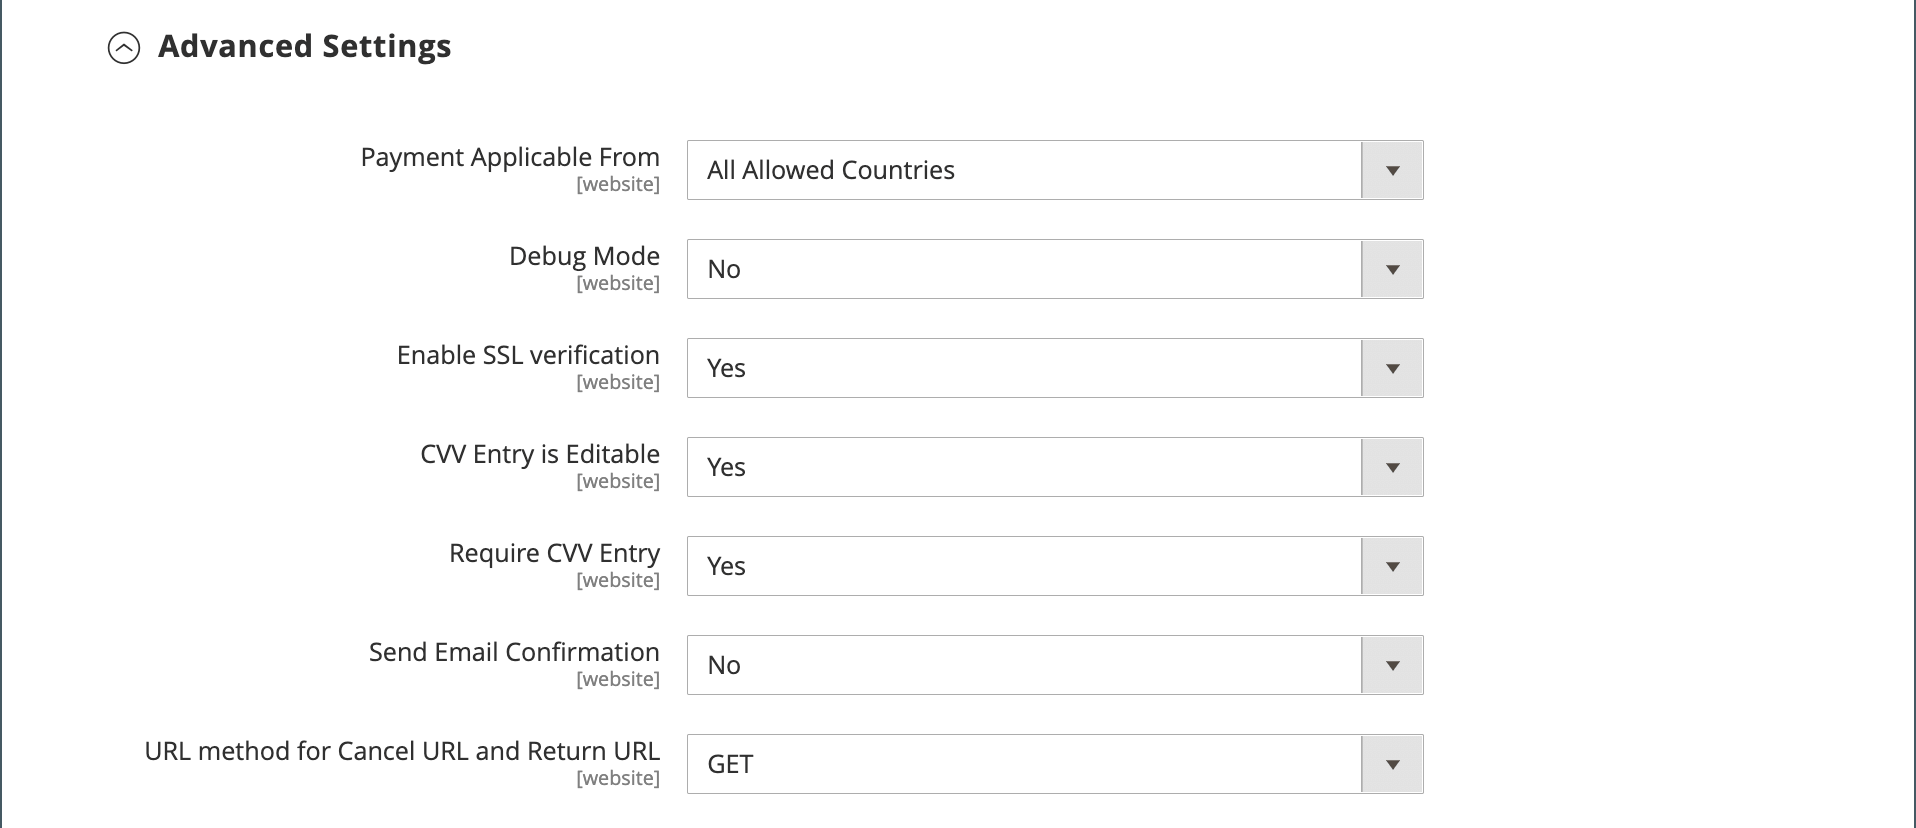 Advanced Settings
Payment Applicable From
[website]
All Allowed Countries
Debug Mode
[website]
No
Enable SSL verification
[website]
Yes
CVV Entry is Editable
[website]
Yes
Require CVV Entry
[website]
Yes
Send Email Confirmation
[website]
No
URL method for Cancel URL and Return URL
[website]
GET